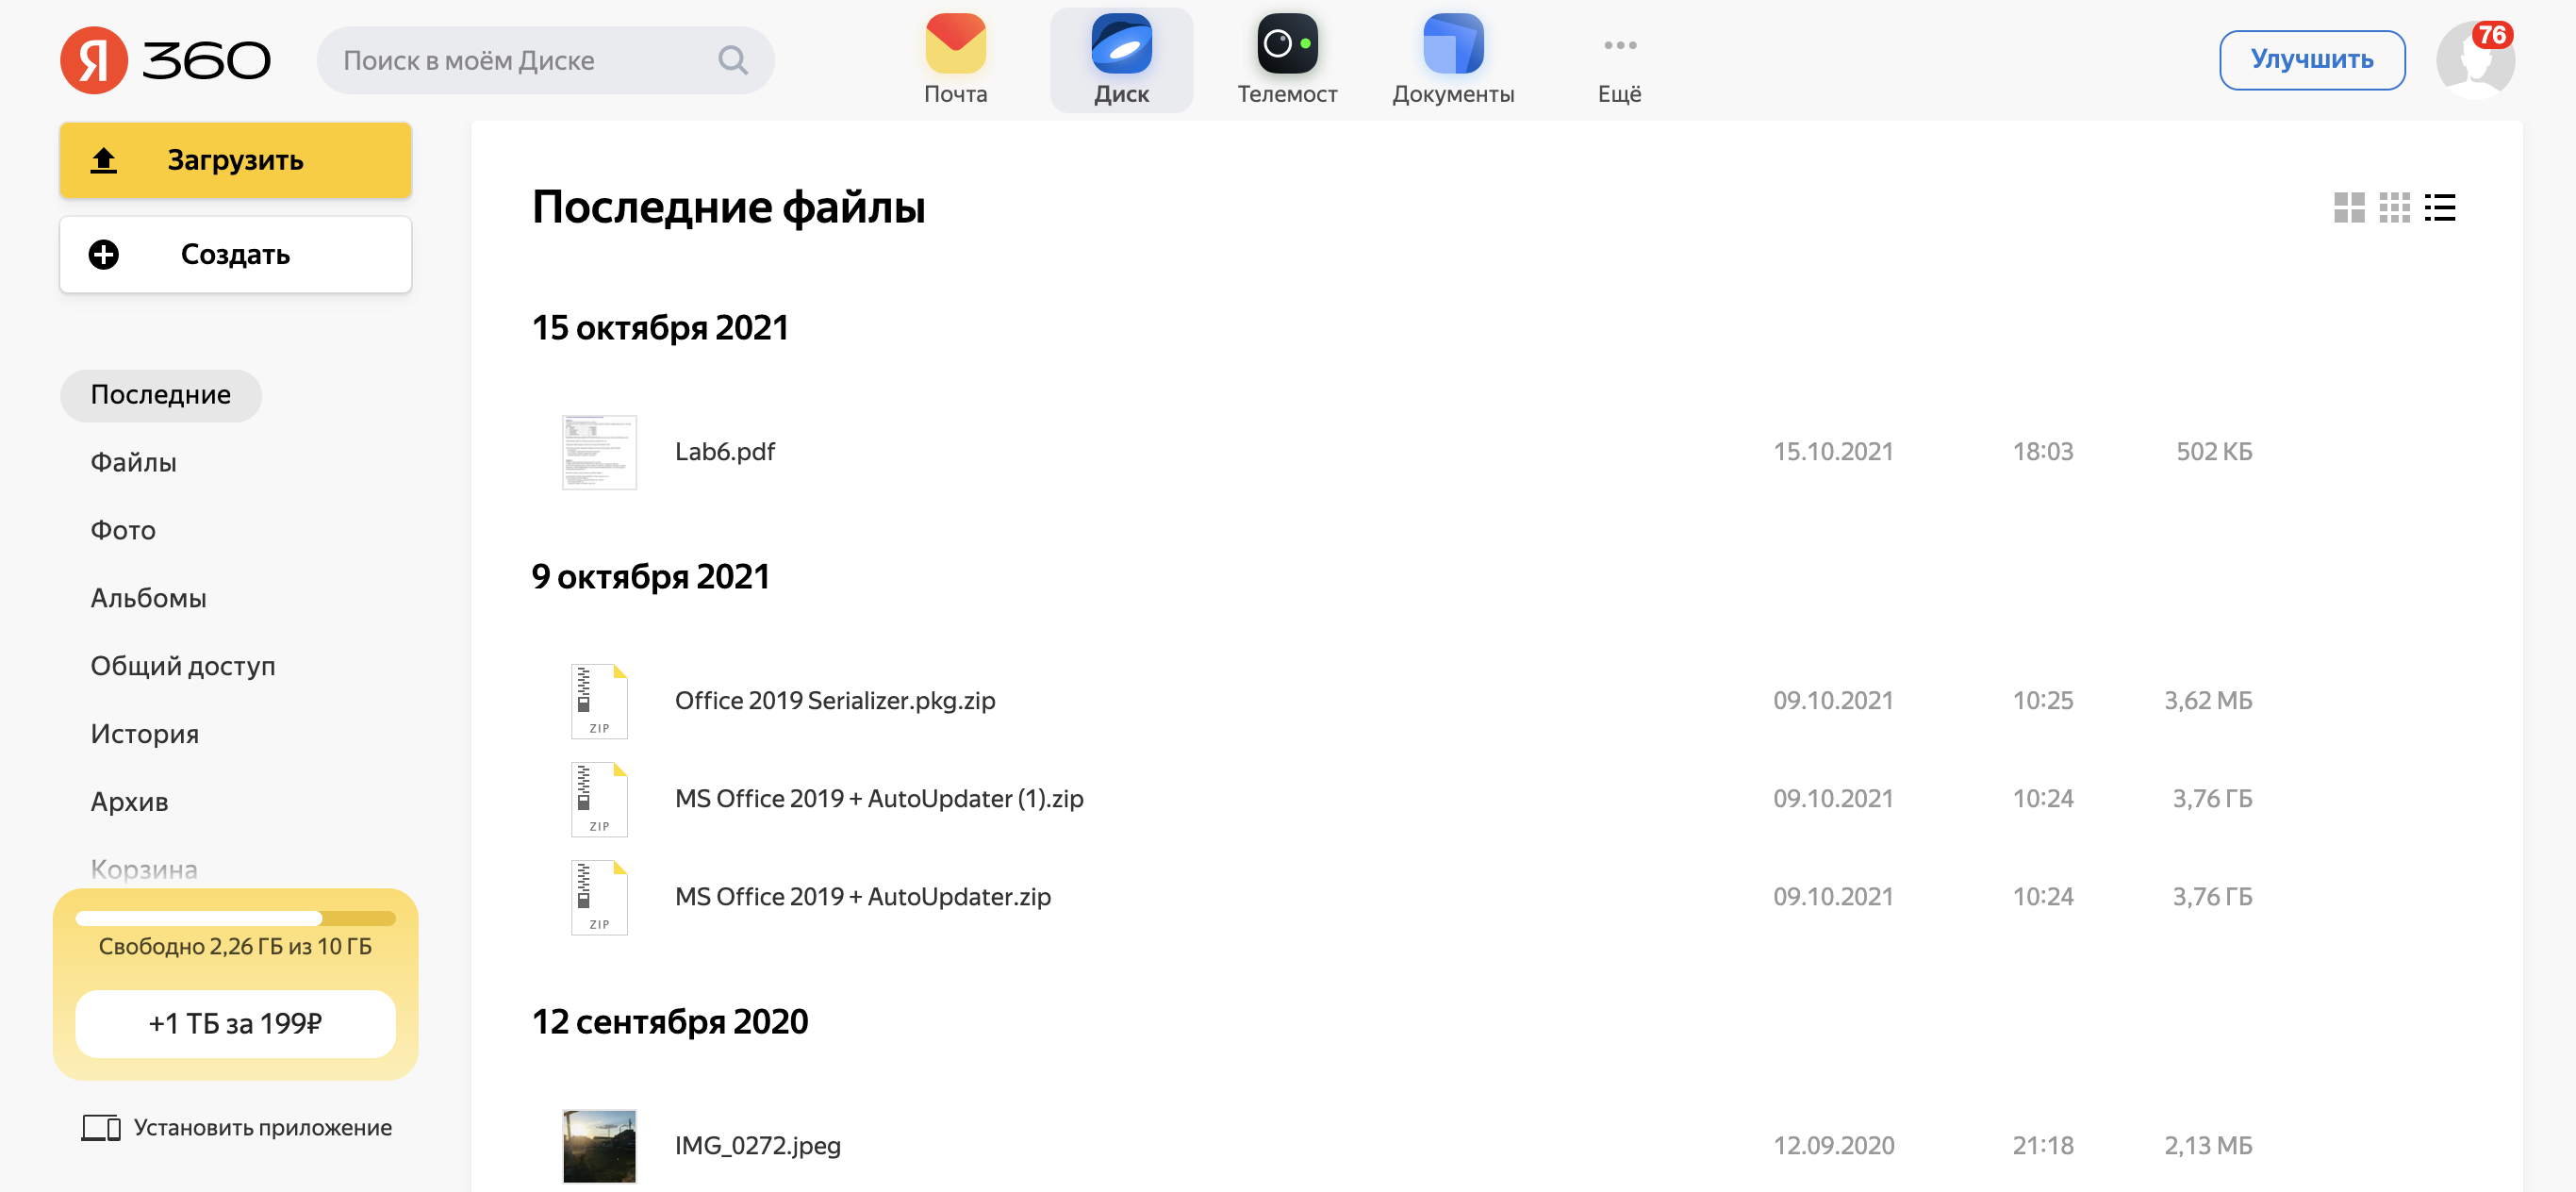 Я 360
Поиск в моём Диске
Почта
Диск
Телемост
Документы
Ещё
Улучшить
76
Загрузить
Создать
Последние
Файлы
Фото
Альбомы
Общий доступ
История
Архив
Корзина
Свободно 2,26 ГБ из 10 ГБ
+1 ТБ за 199₽
Установить приложение
Последние файлы
15 октября 2021
Lab6.pdf 15.10.2021 18:03 502 КБ
9 октября 2021
ZIP Office 2019 Serializer.pkg.zip 09.10.2021 10:25 3,62 МБ
ZIP MS Office 2019 + AutoUpdater (1).zip 09.10.2021 10:24 3,76 ГБ
ZIP MS Office 2019 + AutoUpdater.zip 09.10.2021 10:24 3,76 ГБ
12 сентября 2020
IMG_0272.jpeg 12.09.2020 21:18 2,13 МБ